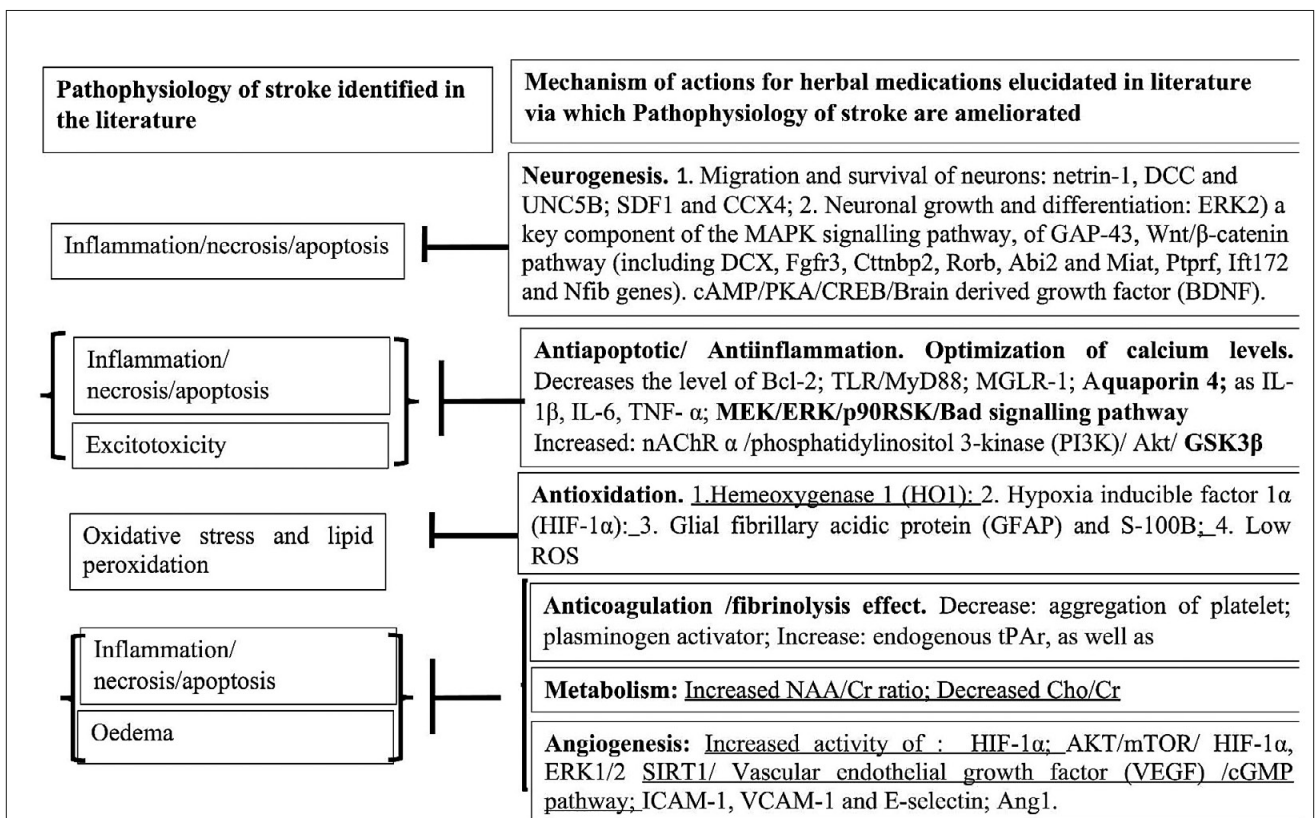 Pathophysiology of stroke identified in
the literature
Mechanism of actions for herbal medications elucidated in literature
via which Pathophysiology of stroke are ameliorated
Inflammation/necrosis/apoptosis
Neurogenesis. 1. Migration and survival of neurons: netrin-1, DCC and
UNC5B; SDF1 and CCX4; 2. Neuronal growth and differentiation: ERK2) a
key component of the MAPK signalling pathway, of GAP-43, Wnt/β-catenin
pathway (including DCX, Fgfr3, Cttnbp2, Rorb, Abi2 and Miat, Ptprf, Ift172
and Nfib genes). cAMP/PKA/CREB/Brain derived growth factor (BDNF).
Inflammation/
necrosis/apoptosis
Excitotoxicity
Antiapoptotic/ Antiinflammation. Optimization of calcium levels.
Decreases the level of Bcl-2; TLR/MyD88; MGLR-1; Aquaporin 4; as IL-
1β, IL-6, TNF- α; MEK/ERK/p90RSK/Bad signalling pathway
Increased: nAChR α /phosphatidylinositol 3-kinase (PI3K)/ Akt/ GSK3β
Oxidative stress and lipid
peroxidation
Antioxidation. 1.Hemeoxygenase 1 (HO1): 2. Hypoxia inducible factor 1α
(HIF-1α): 3. Glial fibrillary acidic protein (GFAP) and S-100B; 4. Low
ROS
Inflammation/
necrosis/apoptosis
Oedema
Anticoagulation /fibrinolysis effect. Decrease: aggregation of platelet;
plasminogen activator; Increase: endogenous tPAr, as well as
Metabolism: Increased NAA/Cr ratio; Decreased Cho/Cr
Angiogenesis: Increased activity of : HIF-1α; AKT/mTOR/ HIF-1α,
ERK1/2 SIRT1/ Vascular endothelial growth factor (VEGF) /cGMP
pathway; ICAM-1, VCAM-1 and E-selectin; Ang1.